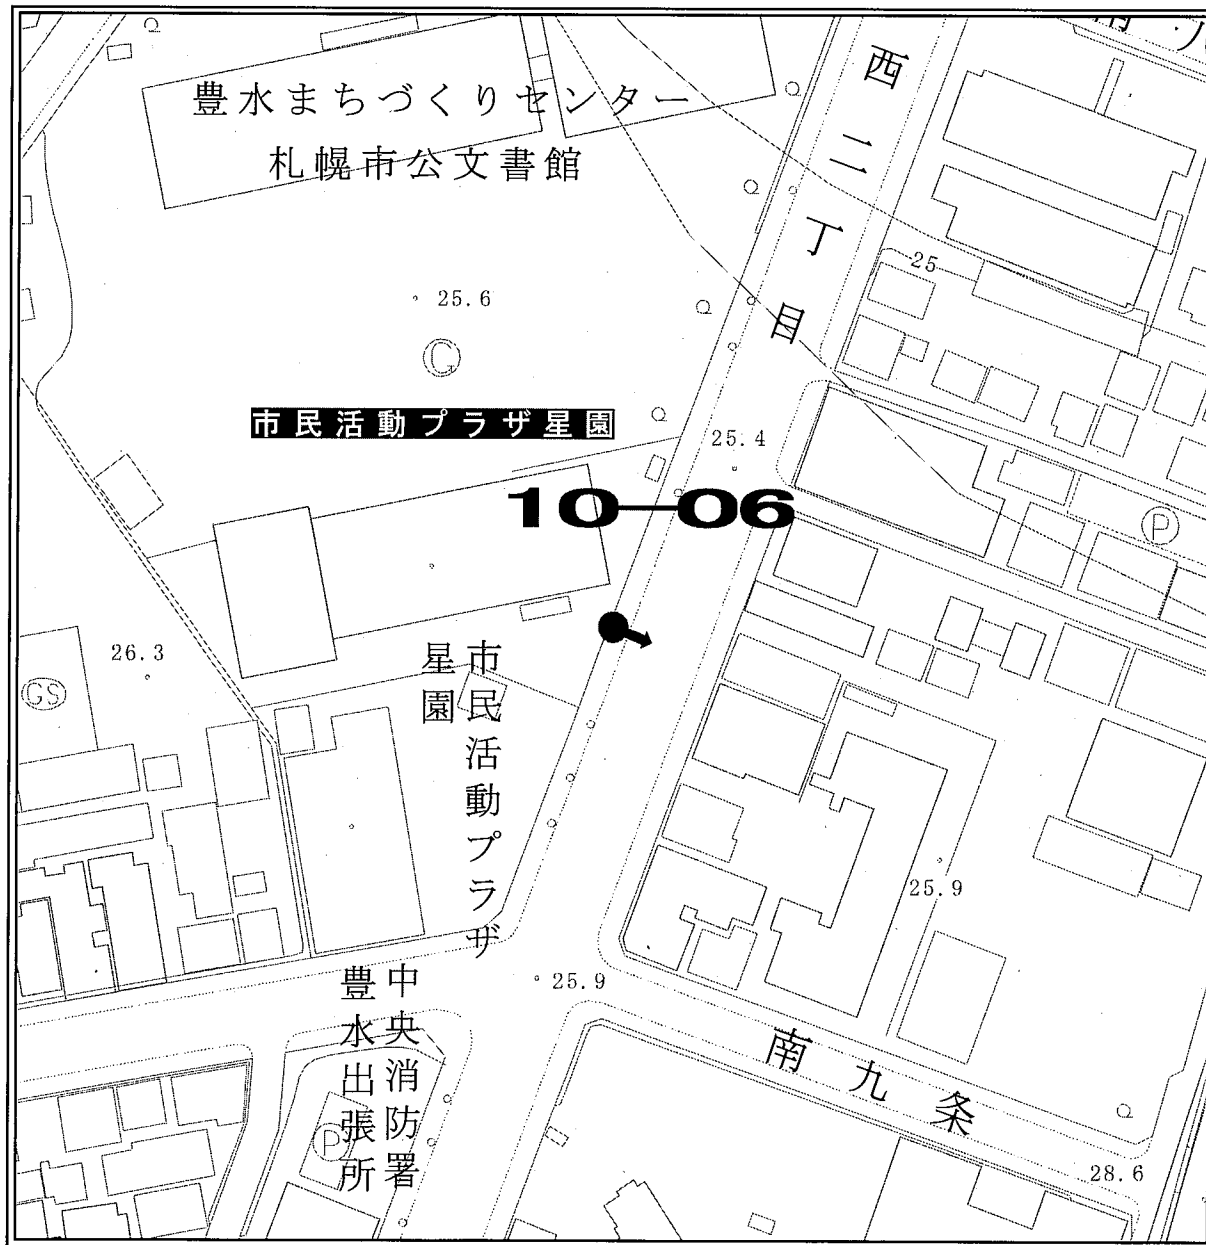 南八
西二丁目
豊水まちづくりセンター
札幌市公文書館
25
25.6
G
市民活動プラザ星園
25.4
10-06
P
26.3
GS
市民活動プラザ
星園
25.9
25.9
中央消防署
豊水出張所
南九条
P
28.6